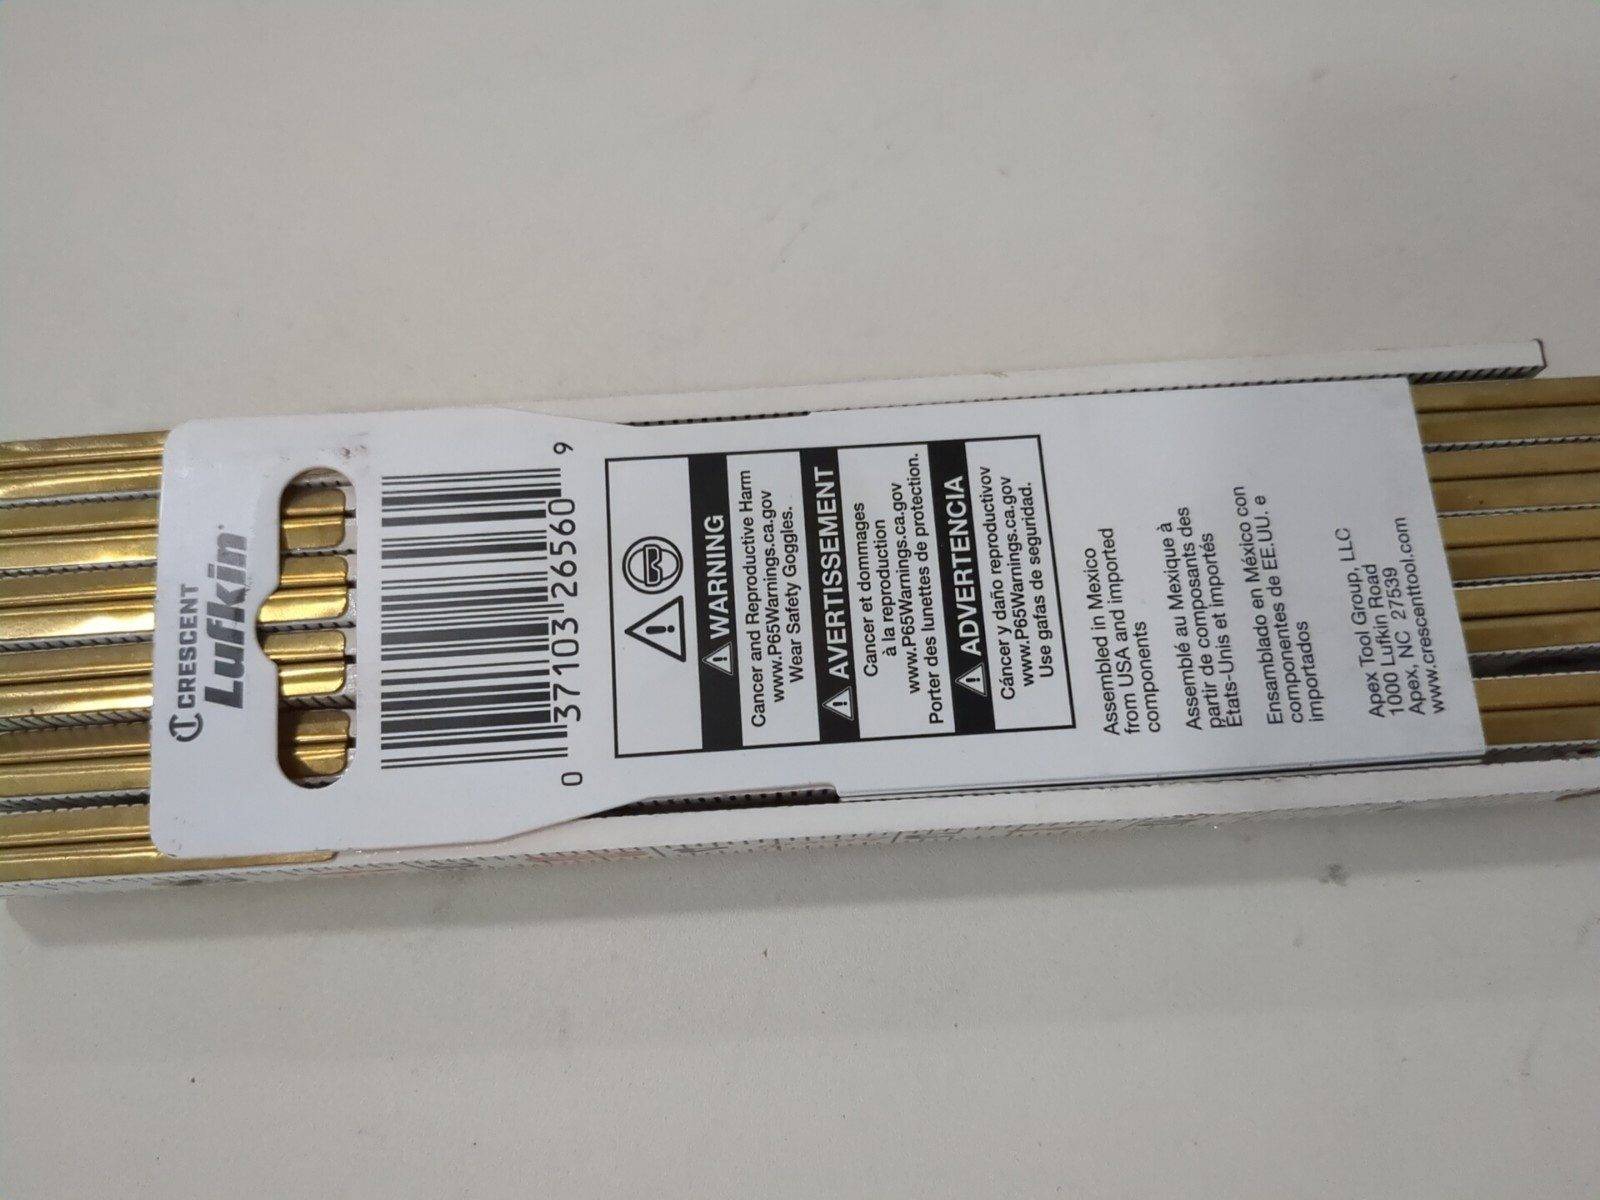 CRESCENT
Lufkin
0 37103 26560 9
WARNING
Cancer and Reproductive Harm
www.P65Warnings.ca.gov
Wear Safety Goggles.
AVERTISSEMENT
Cancer et dommages
à la reproduction
www.P65Warnings.ca.gov
Porter des lunettes de protection.
ADVERTENCIA
Cáncer y daño reproductivov
www.P65Warnings.ca.gov
Use gafas de seguridad.
Assembled in Mexico
from USA and imported
components
Assemblé au Mexique à
partir de composants des
États-Unis et importés
Ensamblado en México con
componentes de EE.UU. e
importados
Apex Tool Group, LLC
1000 Lufkin Road
Apex, NC 27539
www.crescenttool.com